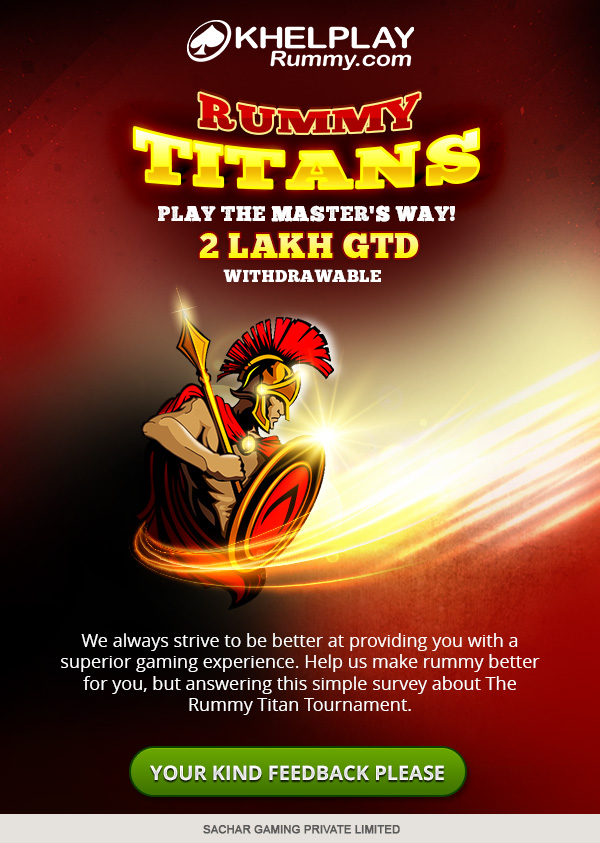 KHELPLAY
Rummy.com
RUMMY
TITANS
PLAY THE MASTER'S WAY!
2 LAKH GTD
WITHDRAWABLE
We always strive to be better at providing you with a
superior gaming experience. Help us make rummy better
for you, but answering this simple survey about The
Rummy Titan Tournament.
YOUR KIND FEEDBACK PLEASE
SACHAR GAMING PRIVATE LIMITED